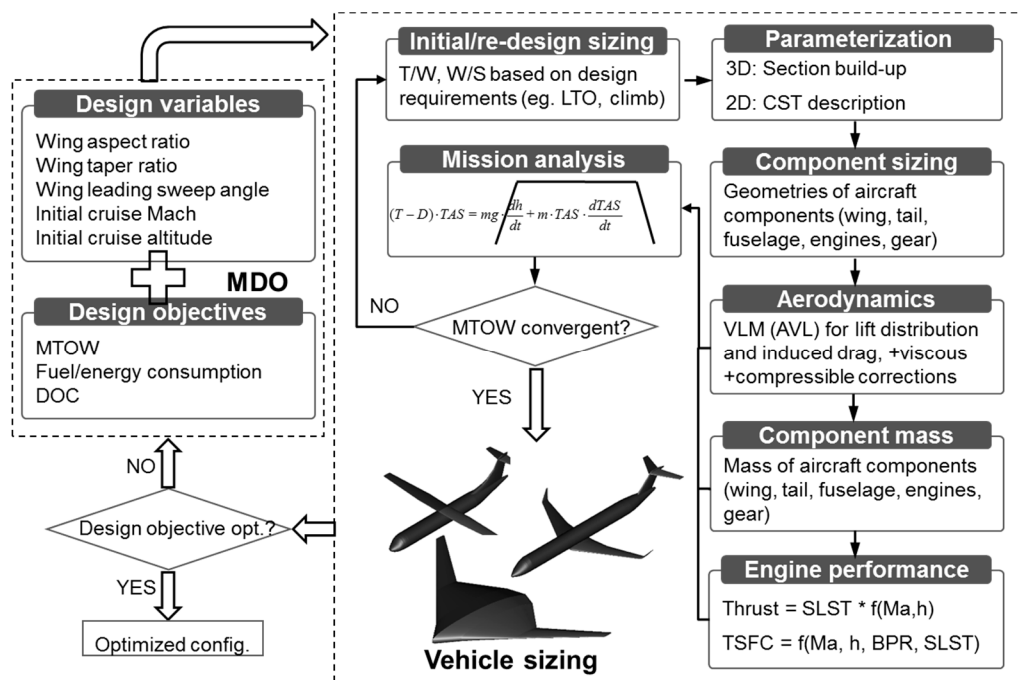 Design variables
Wing aspect ratio
Wing taper ratio
Wing leading sweep angle
Initial cruise Mach
Initial cruise altitude
MDO
Design objectives
MTOW
Fuel/energy consumption
DOC
NO
Design objective opt.?
YES
Optimized config.
Initial/re-design sizing
T/W, W/S based on design
requirements (eg. LTO, climb)
Mission analysis
(T − D)·TAS = mg·dh/dt + m·TAS·dTAS/dt
NO
MTOW convergent?
YES
Vehicle sizing
Parameterization
3D: Section build-up
2D: CST description
Component sizing
Geometries of aircraft
components (wing, tail,
fuselage, engines, gear)
Aerodynamics
VLM (AVL) for lift distribution
and induced drag, +viscous
+compressible corrections
Component mass
Mass of aircraft components
(wing, tail, fuselage, engines,
gear)
Engine performance
Thrust = SLST * f(Ma,h)
TSFC = f(Ma, h, BPR, SLST)